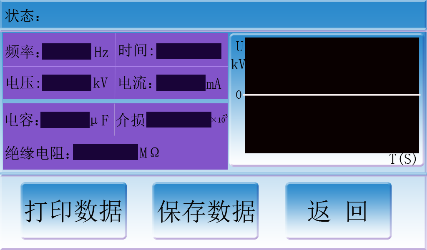 状态:
频率: Hz 时间:
电压: kV 电流: mA
电容: μF 介损
绝缘电阻: MΩ
U
kV
0
T(S)
打印数据 保存数据 返 回